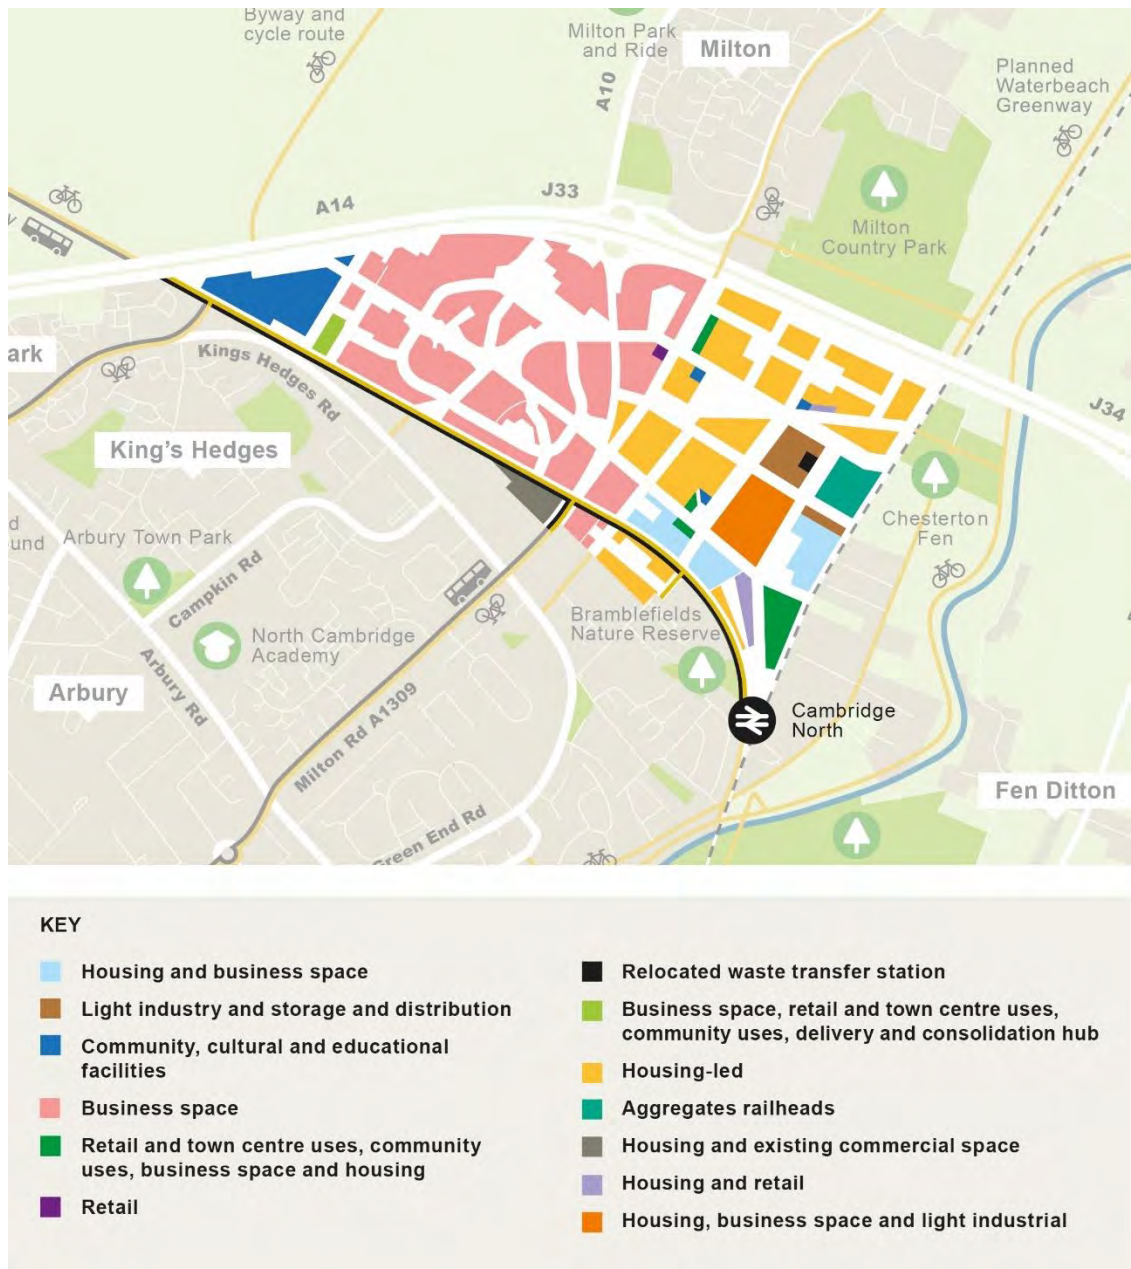 Byway and
cycle route
Milton Park
and Ride
Milton
A10
Planned
Waterbeach
Greenway
A14
J33
Milton
Country Park
J34
ark
Kings Hedges Rd
King's Hedges
Chesterton
Fen
d
und
Arbury Town Park
Campkin Rd
North Cambridge
Academy
Bramblefields
Nature Reserve
Arbury
Arbury Rd
Milton Rd A1309
Cambridge
North
Fen Ditton
Green End Rd
KEY
Housing and business space
Light industry and storage and distribution
Community, cultural and educational
facilities
Business space
Retail and town centre uses, community
uses, business space and housing
Retail
Relocated waste transfer station
Business space, retail and town centre uses,
community uses, delivery and consolidation hub
Housing-led
Aggregates railheads
Housing and existing commercial space
Housing and retail
Housing, business space and light industrial